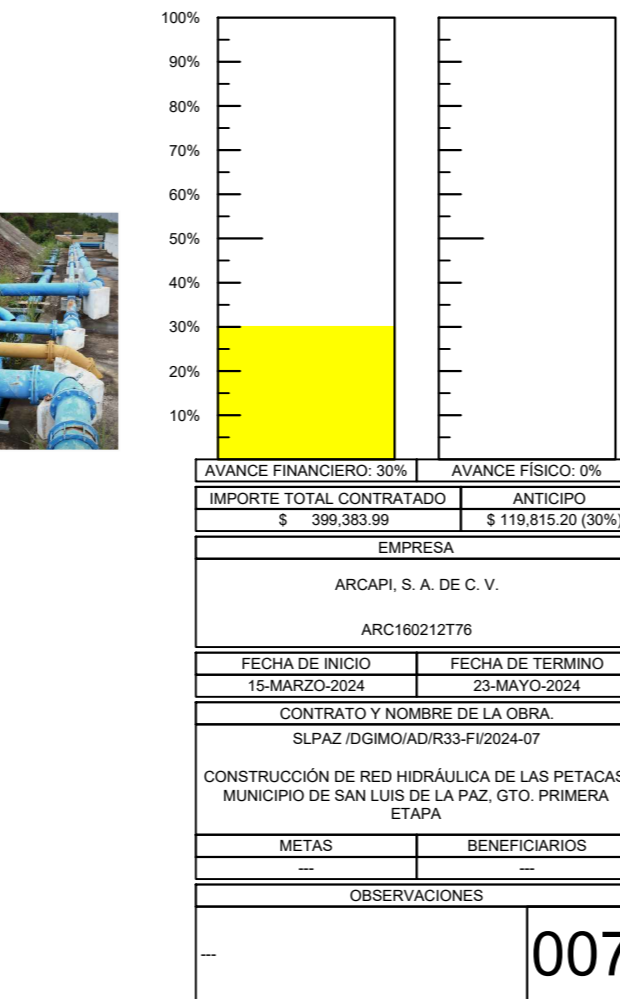 100%
90%
80%
70%
60%
50%
40%
30%
20%
10%
AVANCE FINANCIERO: 30% AVANCE FÍSICO: 0%
IMPORTE TOTAL CONTRATADO ANTICIPO
$ 399,383.99 $ 119,815.20 (30%)
EMPRESA
ARCAPI, S. A. DE C. V.
ARC160212T76
FECHA DE INICIO FECHA DE TERMINO
15-MARZO-2024 23-MAYO-2024
CONTRATO Y NOMBRE DE LA OBRA.
SLPAZ /DGIMO/AD/R33-FI/2024-07
CONSTRUCCIÓN DE RED HIDRÁULICA DE LAS PETACAS
MUNICIPIO DE SAN LUIS DE LA PAZ, GTO. PRIMERA
ETAPA
METAS BENEFICIARIOS
--- ---
OBSERVACIONES
--- 007